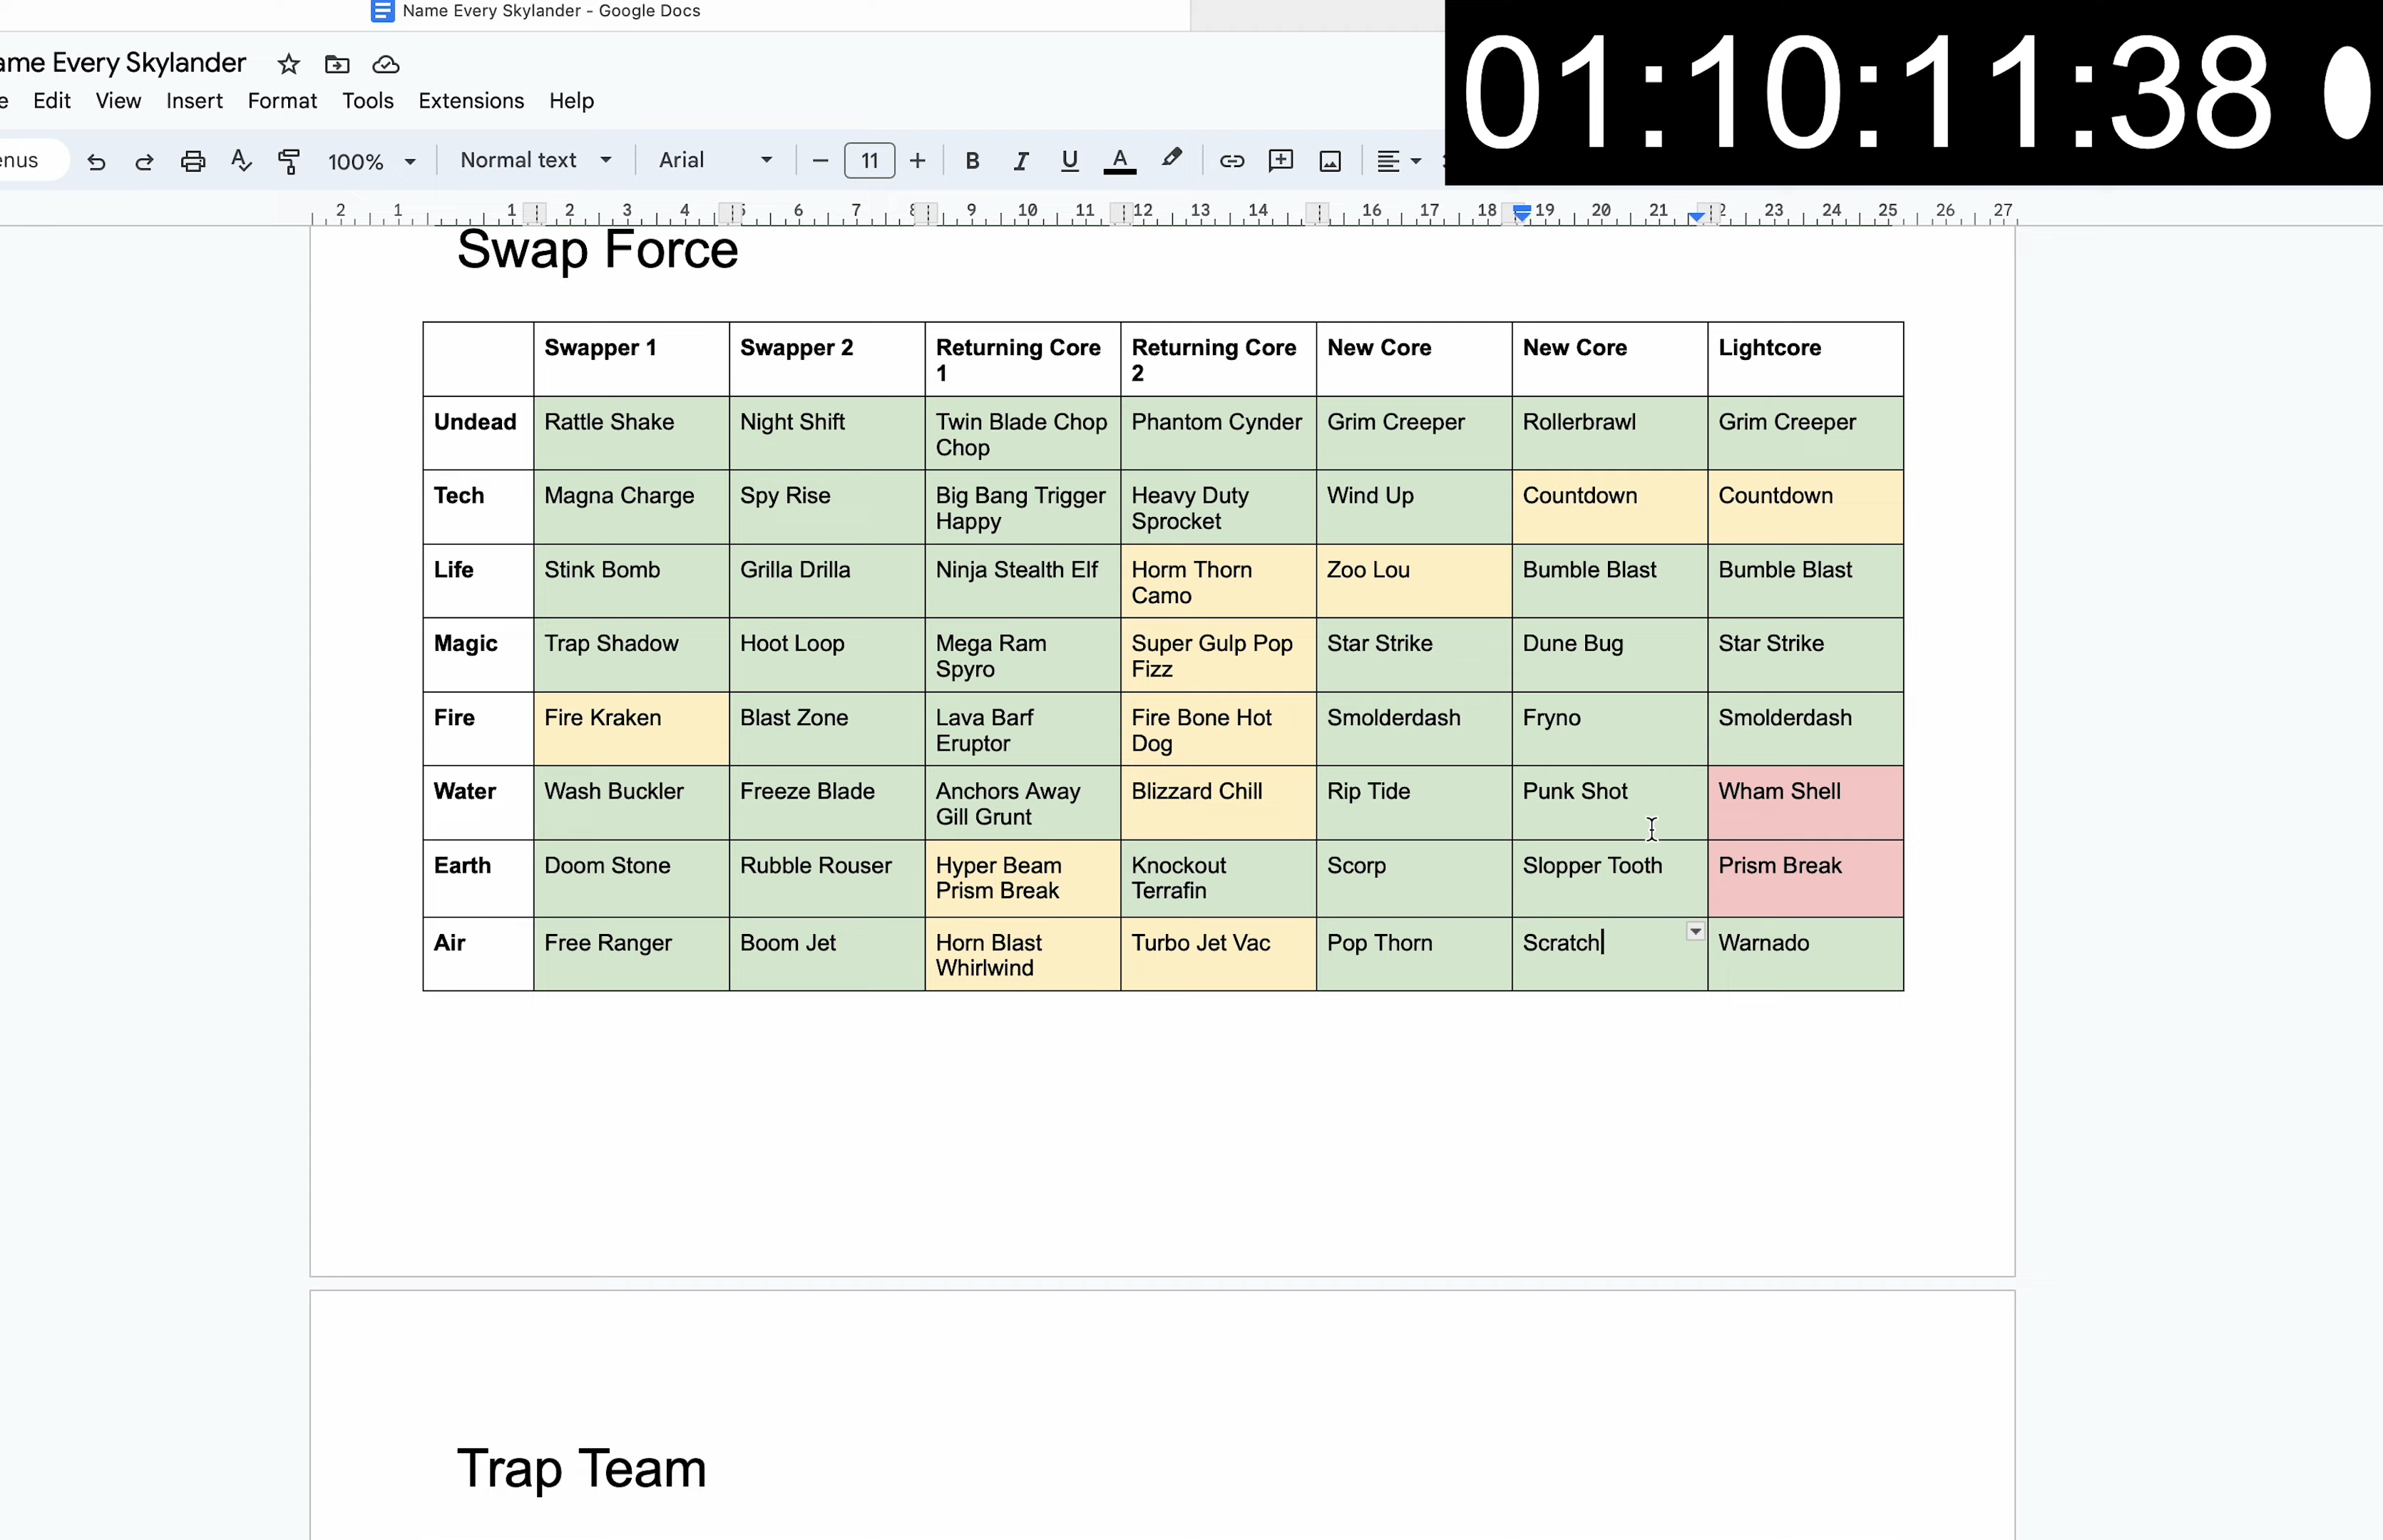 Name Every Skylander - Google Docs
01:10:11:38
ame Every Skylander
e Edit View Insert Format Tools Extensions Help
enus 100% Normal text Arial 11
2 1 1 2 3 4 5 6 7 8 9 10 11 12 13 14 16 17 18 19 20 21 2 23 24 25 26 27
Swap Force
Swapper 1 Swapper 2 Returning Core 1 Returning Core 2 New Core New Core Lightcore
Undead Rattle Shake Night Shift Twin Blade Chop Chop Phantom Cynder Grim Creeper Rollerbrawl Grim Creeper
Tech Magna Charge Spy Rise Big Bang Trigger Happy Heavy Duty Sprocket Wind Up Countdown Countdown
Life Stink Bomb Grilla Drilla Ninja Stealth Elf Horm Thorn Camo Zoo Lou Bumble Blast Bumble Blast
Magic Trap Shadow Hoot Loop Mega Ram Spyro Super Gulp Pop Fizz Star Strike Dune Bug Star Strike
Fire Fire Kraken Blast Zone Lava Barf Eruptor Fire Bone Hot Dog Smolderdash Fryno Smolderdash
Water Wash Buckler Freeze Blade Anchors Away Gill Grunt Blizzard Chill Rip Tide Punk Shot Wham Shell
Earth Doom Stone Rubble Rouser Hyper Beam Prism Break Knockout Terrafin Scorp Slopper Tooth Prism Break
Air Free Ranger Boom Jet Horn Blast Whirlwind Turbo Jet Vac Pop Thorn Scratch Warnado
Trap Team